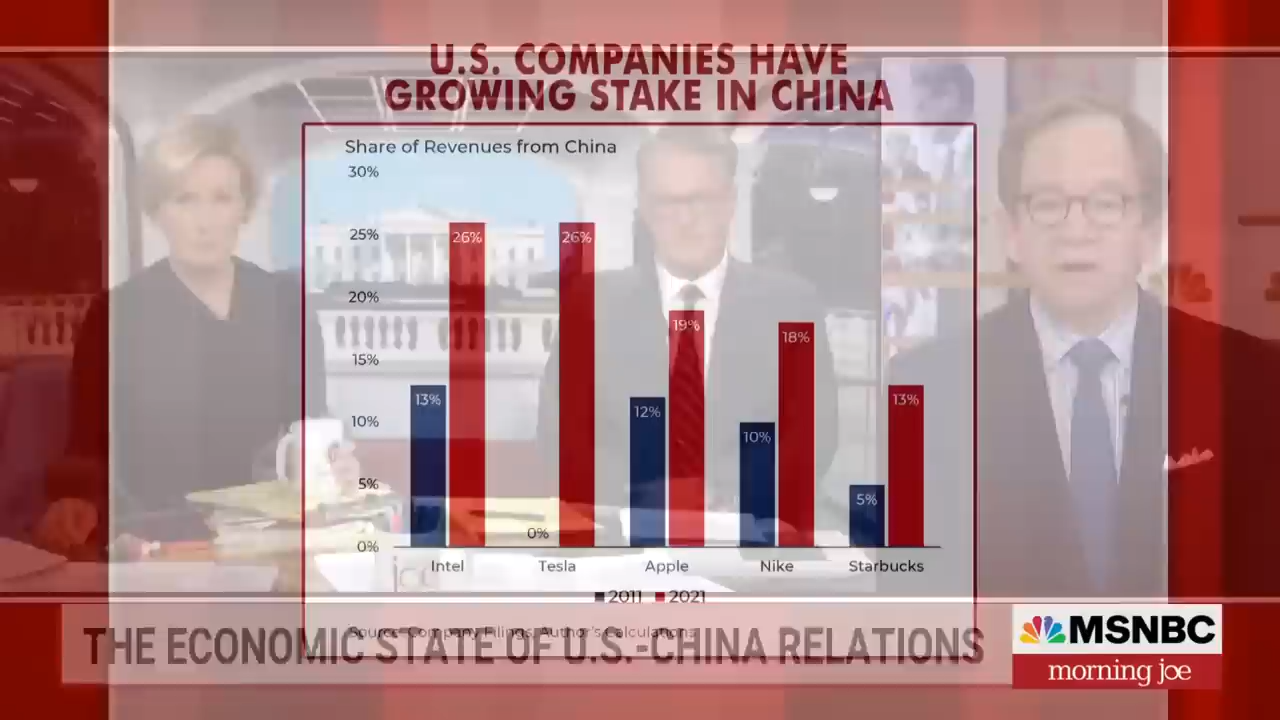 U.S. COMPANIES HAVE
GROWING STAKE IN CHINA
Share of Revenues from China
30%
25%
20%
15%
10%
5%
0%
13%
26%
0%
26%
12%
19%
10%
18%
5%
13%
Intel
Tesla
Apple
Nike
Starbucks
2011 2021
Source: Company Filings, Author's Calculations
THE ECONOMIC STATE OF U.S.-CHINA RELATIONS
MSNBC
morning joe